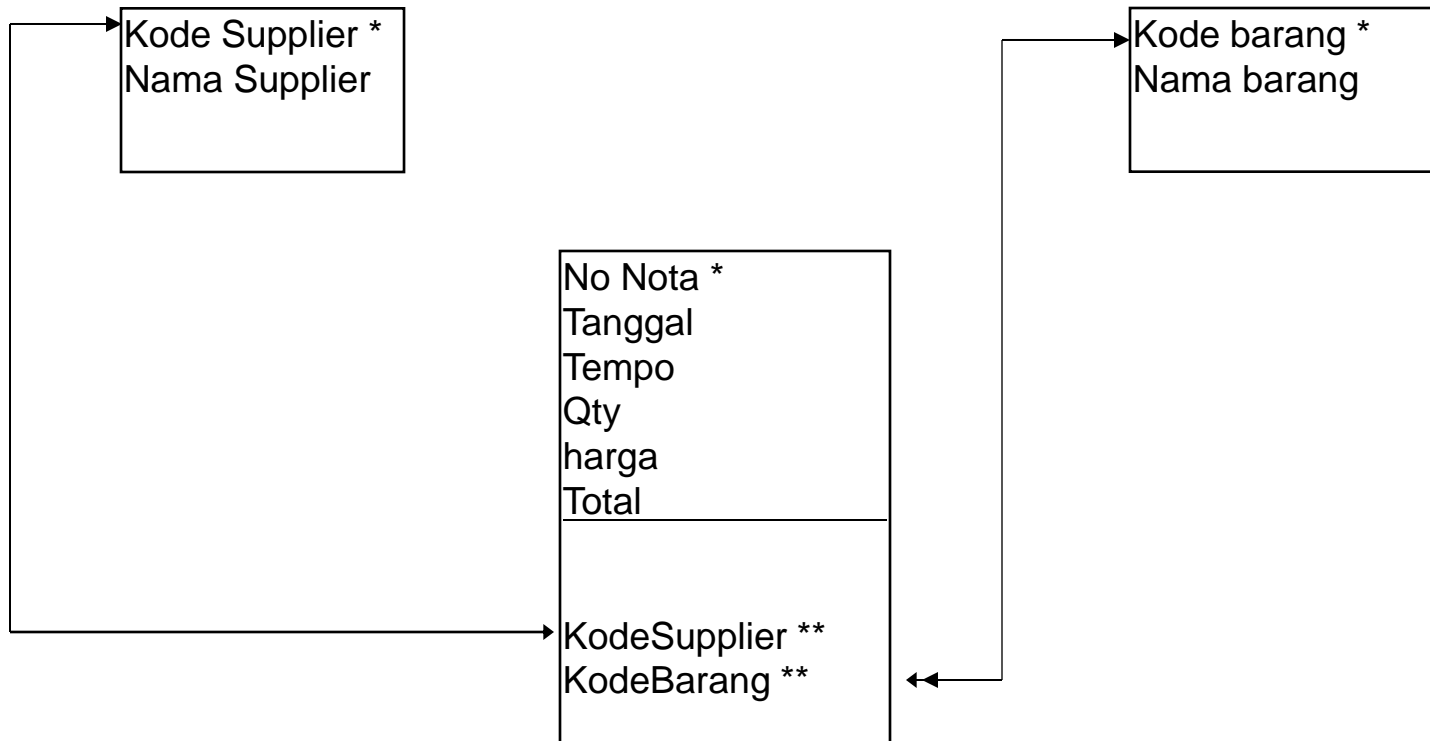 Kode Supplier *
Nama Supplier
Kode barang *
Nama barang
No Nota *
Tanggal
Tempo
Qty
harga
Total
KodeSupplier **
KodeBarang **